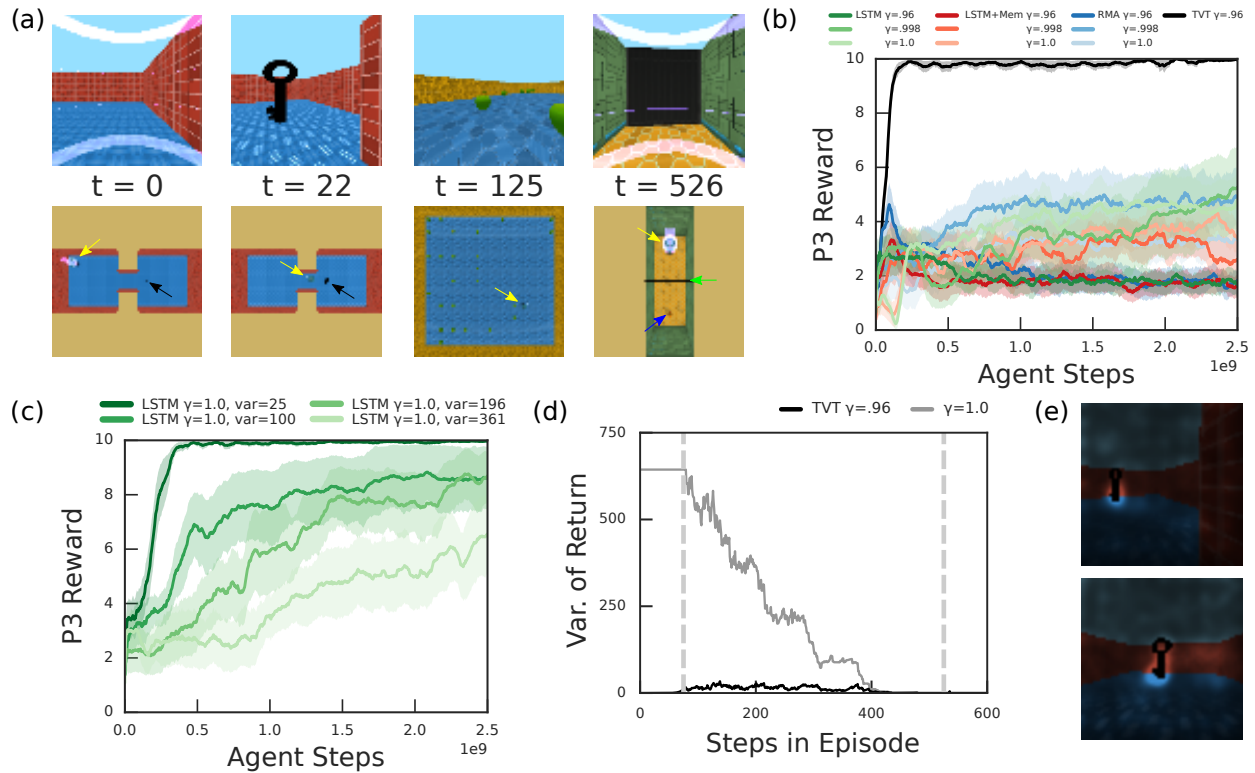 (a)
t = 0
t = 22
t = 125
t = 526
(b)
LSTM γ=.96
γ=.998
γ=1.0
LSTM+Mem γ=.96
γ=.998
γ=1.0
RMA γ=.96
γ=.998
γ=1.0
TVT γ=.96
P3 Reward
10
8
6
4
2
0
0.0 0.5 1.0 1.5 2.0 2.5
1e9
Agent Steps
(c)
LSTM γ=1.0, var=25
LSTM γ=1.0, var=100
LSTM γ=1.0, var=196
LSTM γ=1.0, var=361
P3 Reward
10
8
6
4
2
0
0.0 0.5 1.0 1.5 2.0 2.5
1e9
Agent Steps
(d)
TVT γ=.96 γ=1.0
Var. of Return
750
500
250
0
0 200 400 600
Steps in Episode
(e)